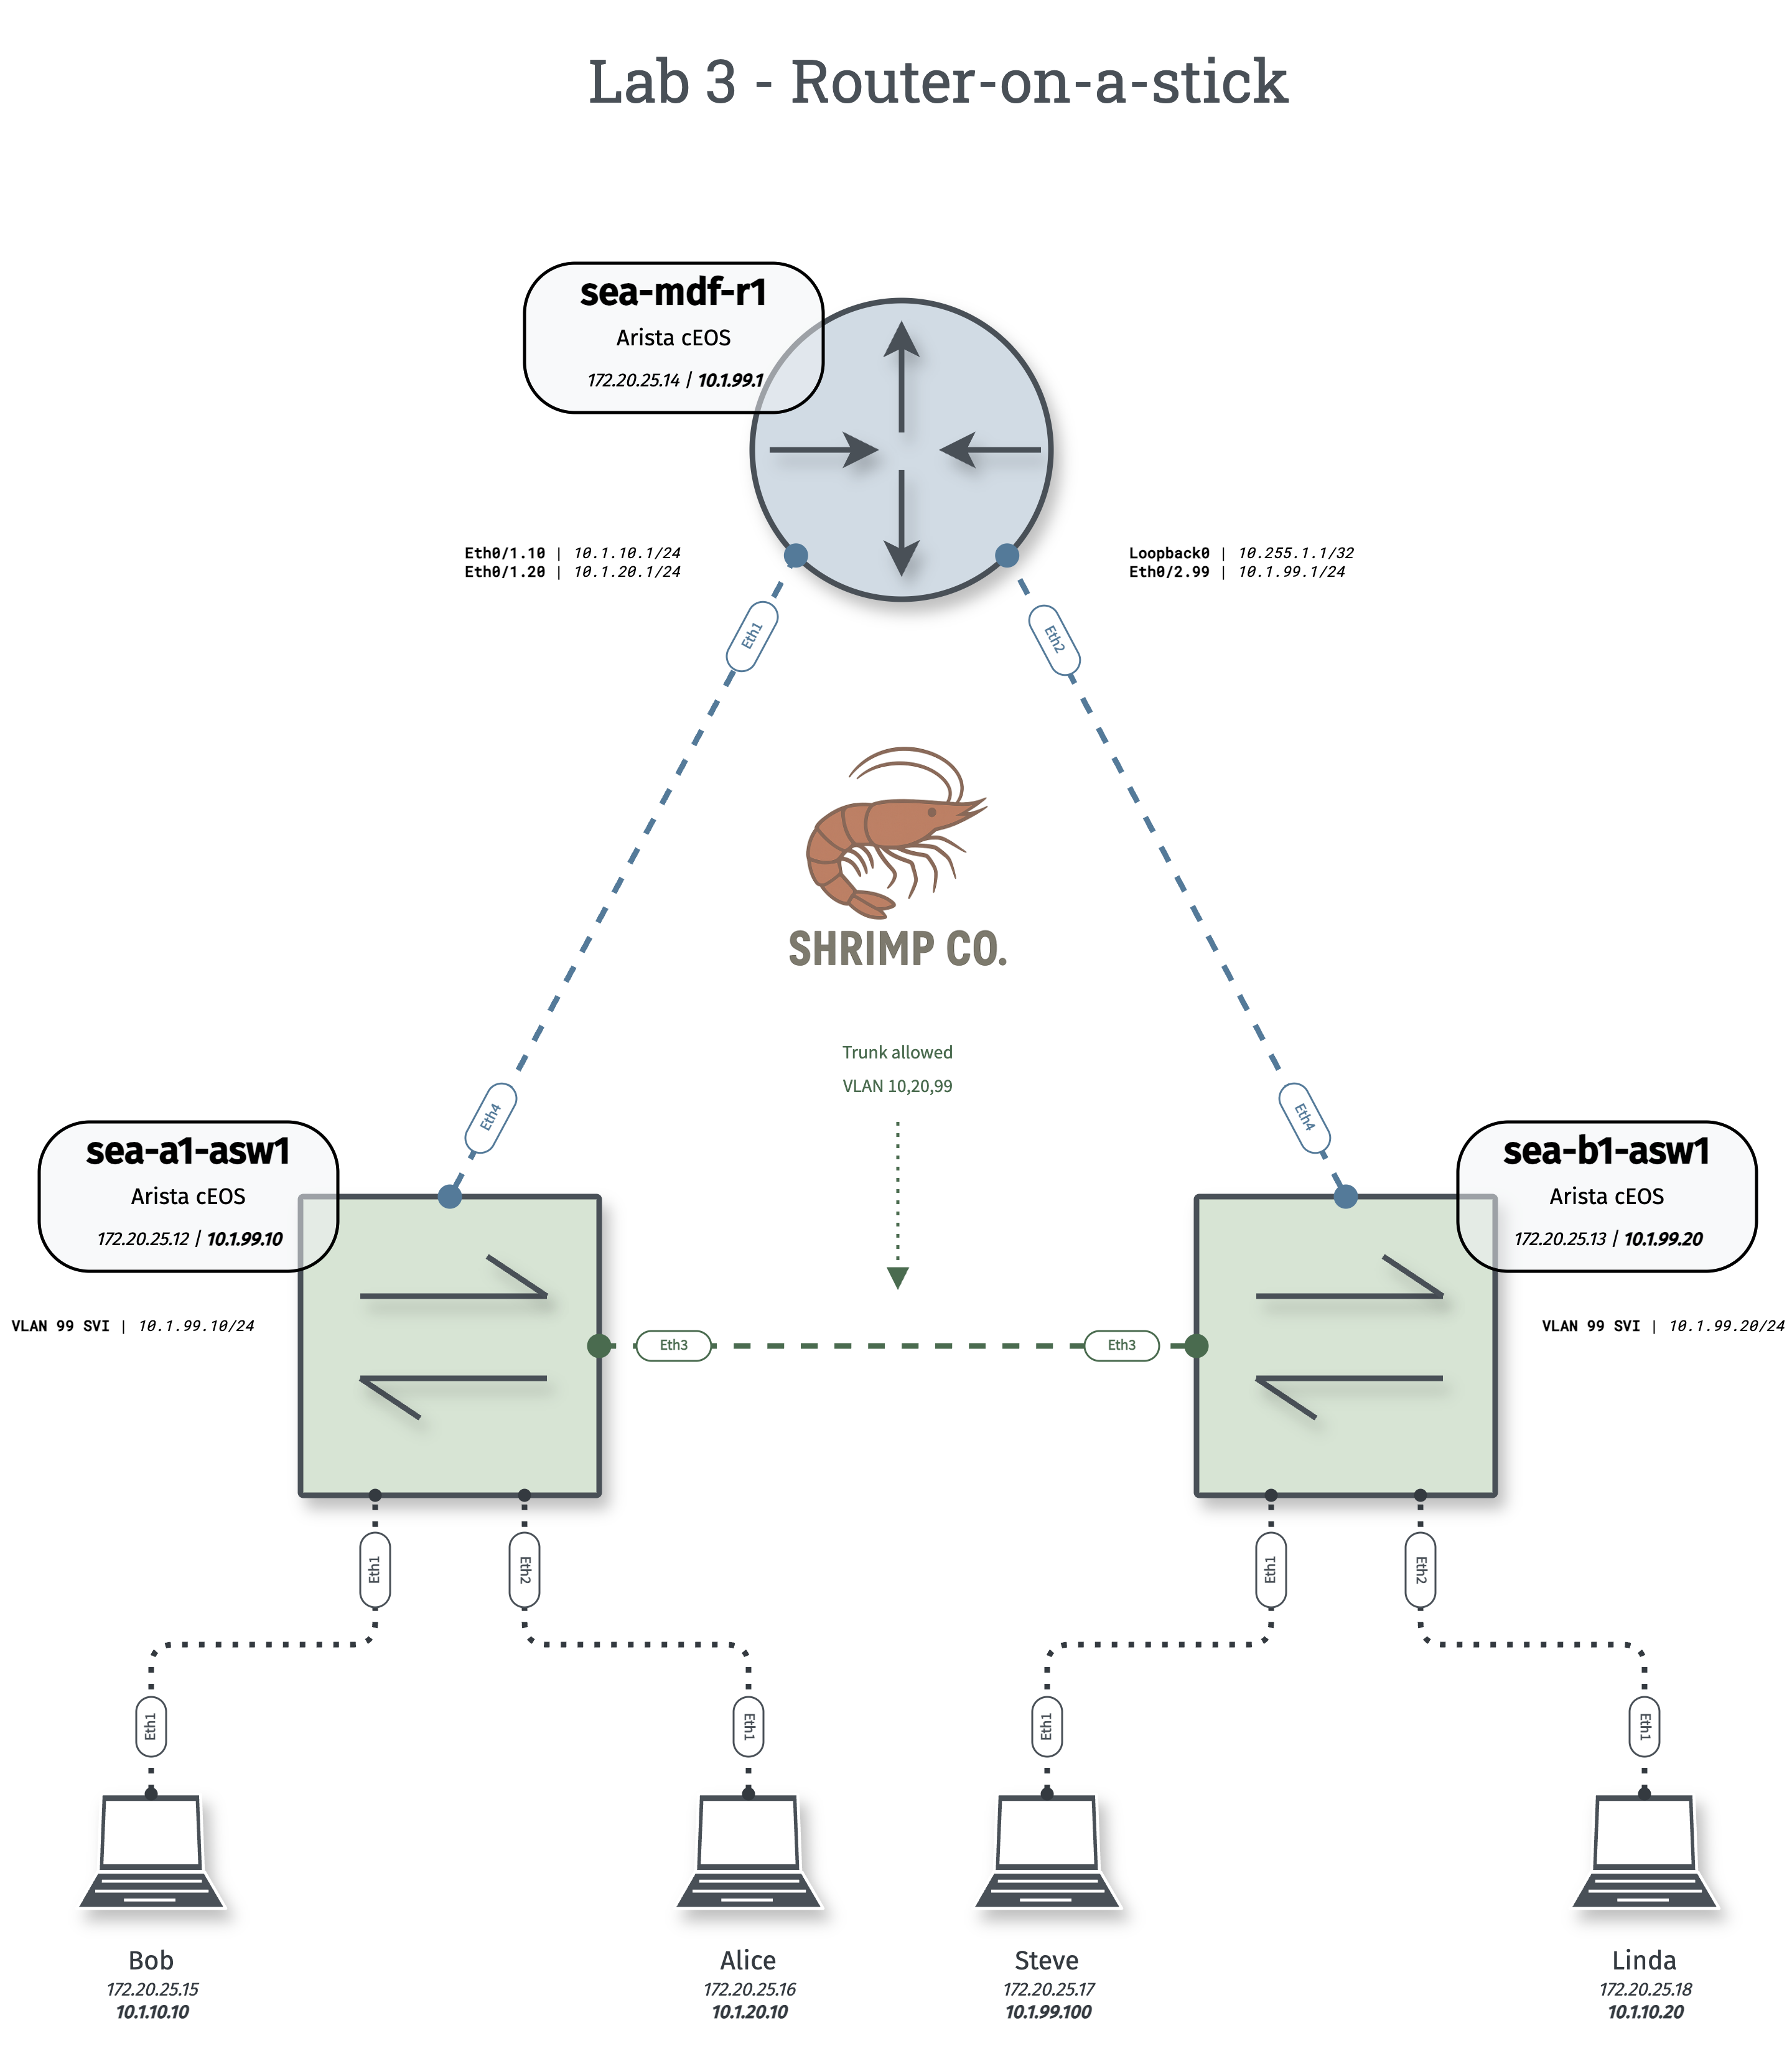 Lab 3 - Router-on-a-stick
sea-mdf-r1
Arista cEOS
172.20.25.14 / 10.1.99.1
Eth0/1.10 | 10.1.10.1/24
Eth0/1.20 | 10.1.20.1/24
Loopback0 | 10.255.1.1/32
Eth0/2.99 | 10.1.99.1/24
Eth1
Eth2
SHRIMP CO.
Trunk allowed
VLAN 10,20,99
Eth4
Eth4
sea-a1-asw1
Arista cEOS
172.20.25.12 / 10.1.99.10
sea-b1-asw1
Arista cEOS
172.20.25.13 / 10.1.99.20
VLAN 99 SVI | 10.1.99.10/24
VLAN 99 SVI | 10.1.99.20/24
Eth3
Eth3
Eth1
Eth2
Eth1
Eth2
Eth1
Eth1
Eth1
Eth1
Bob
172.20.25.15
10.1.10.10
Alice
172.20.25.16
10.1.20.10
Steve
172.20.25.17
10.1.99.100
Linda
172.20.25.18
10.1.10.20